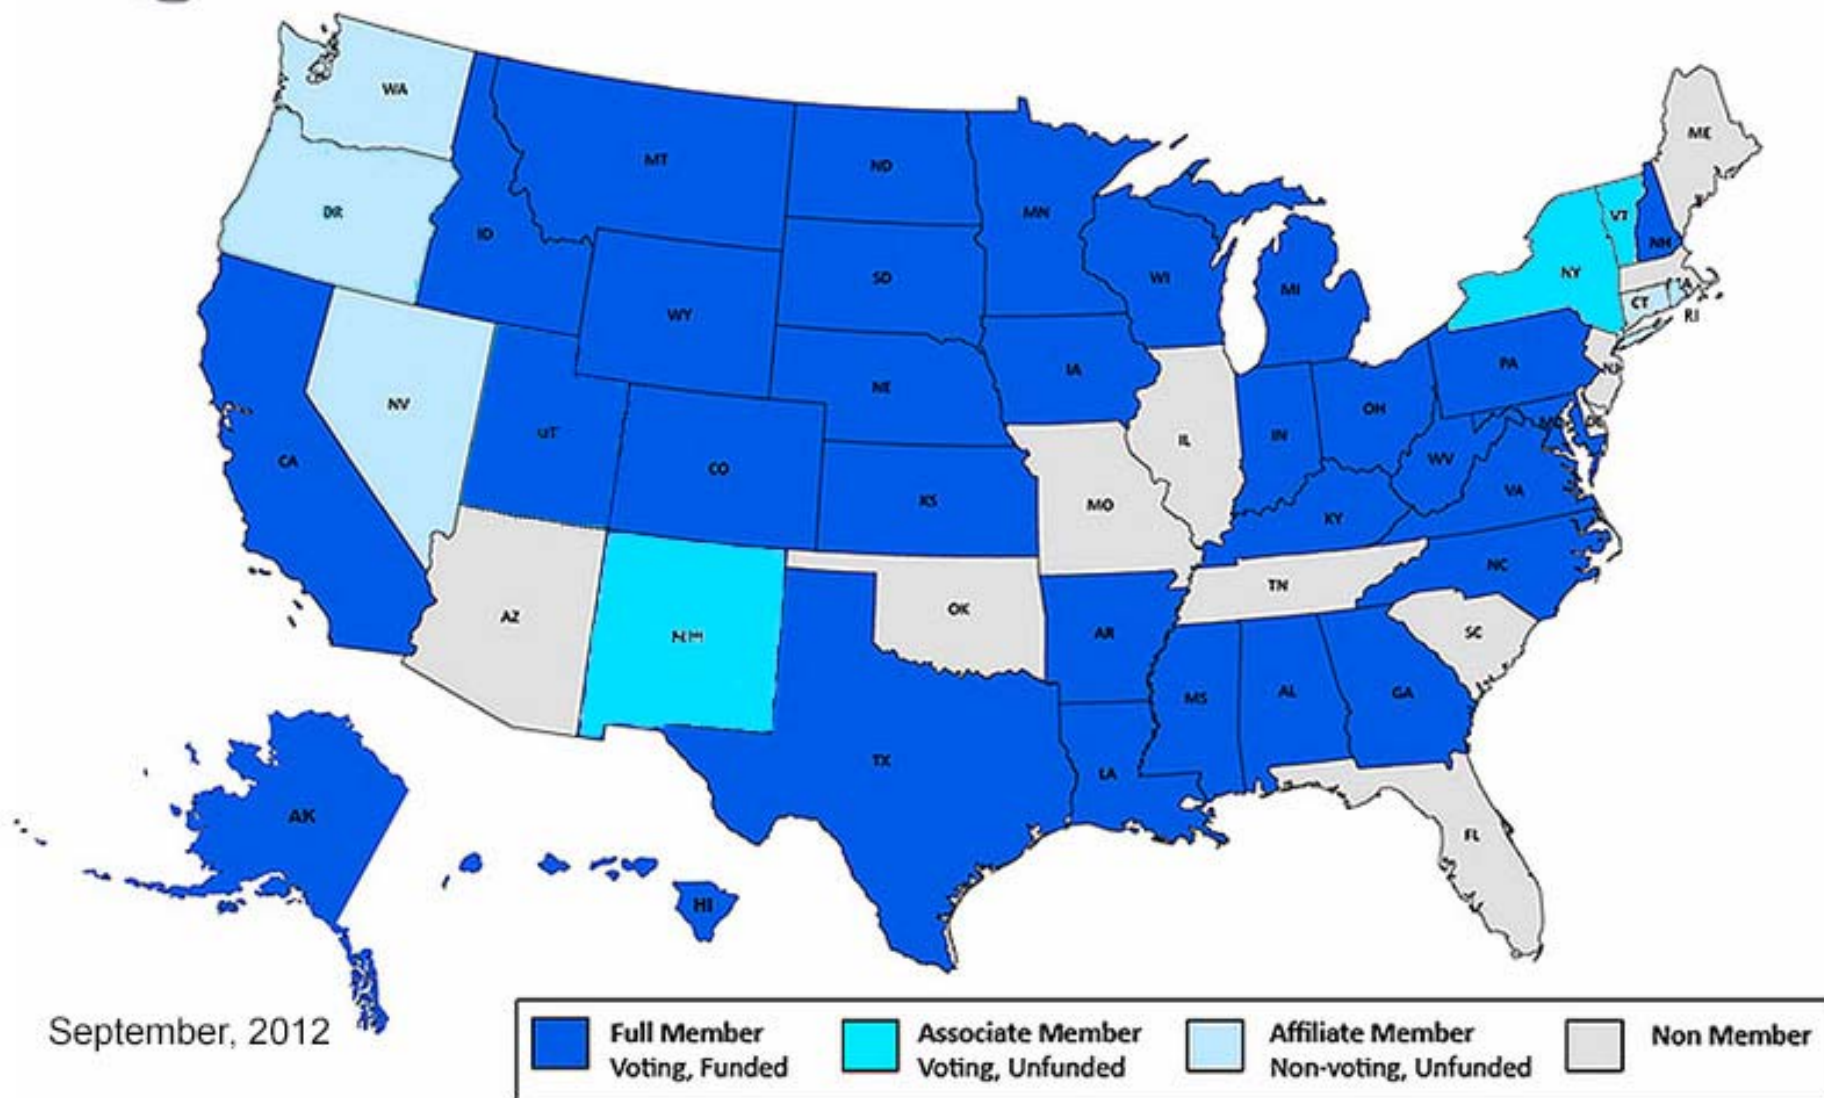 WA
ME
MT
ND
MN
VT
DR
ID
NH
NY
SD
WI
MI
CT
WY
RI
PA
IA
NE
NV
OH
UT
IN
IL
CA
CO
WV
KS
VA
MO
KY
NC
TN
AZ
OK
AR
SC
MS
AL
GA
TX
LA
FL
AK
HI
September, 2012
Full Member
Voting, Funded
Associate Member
Voting, Unfunded
Affiliate Member
Non-voting, Unfunded
Non Member